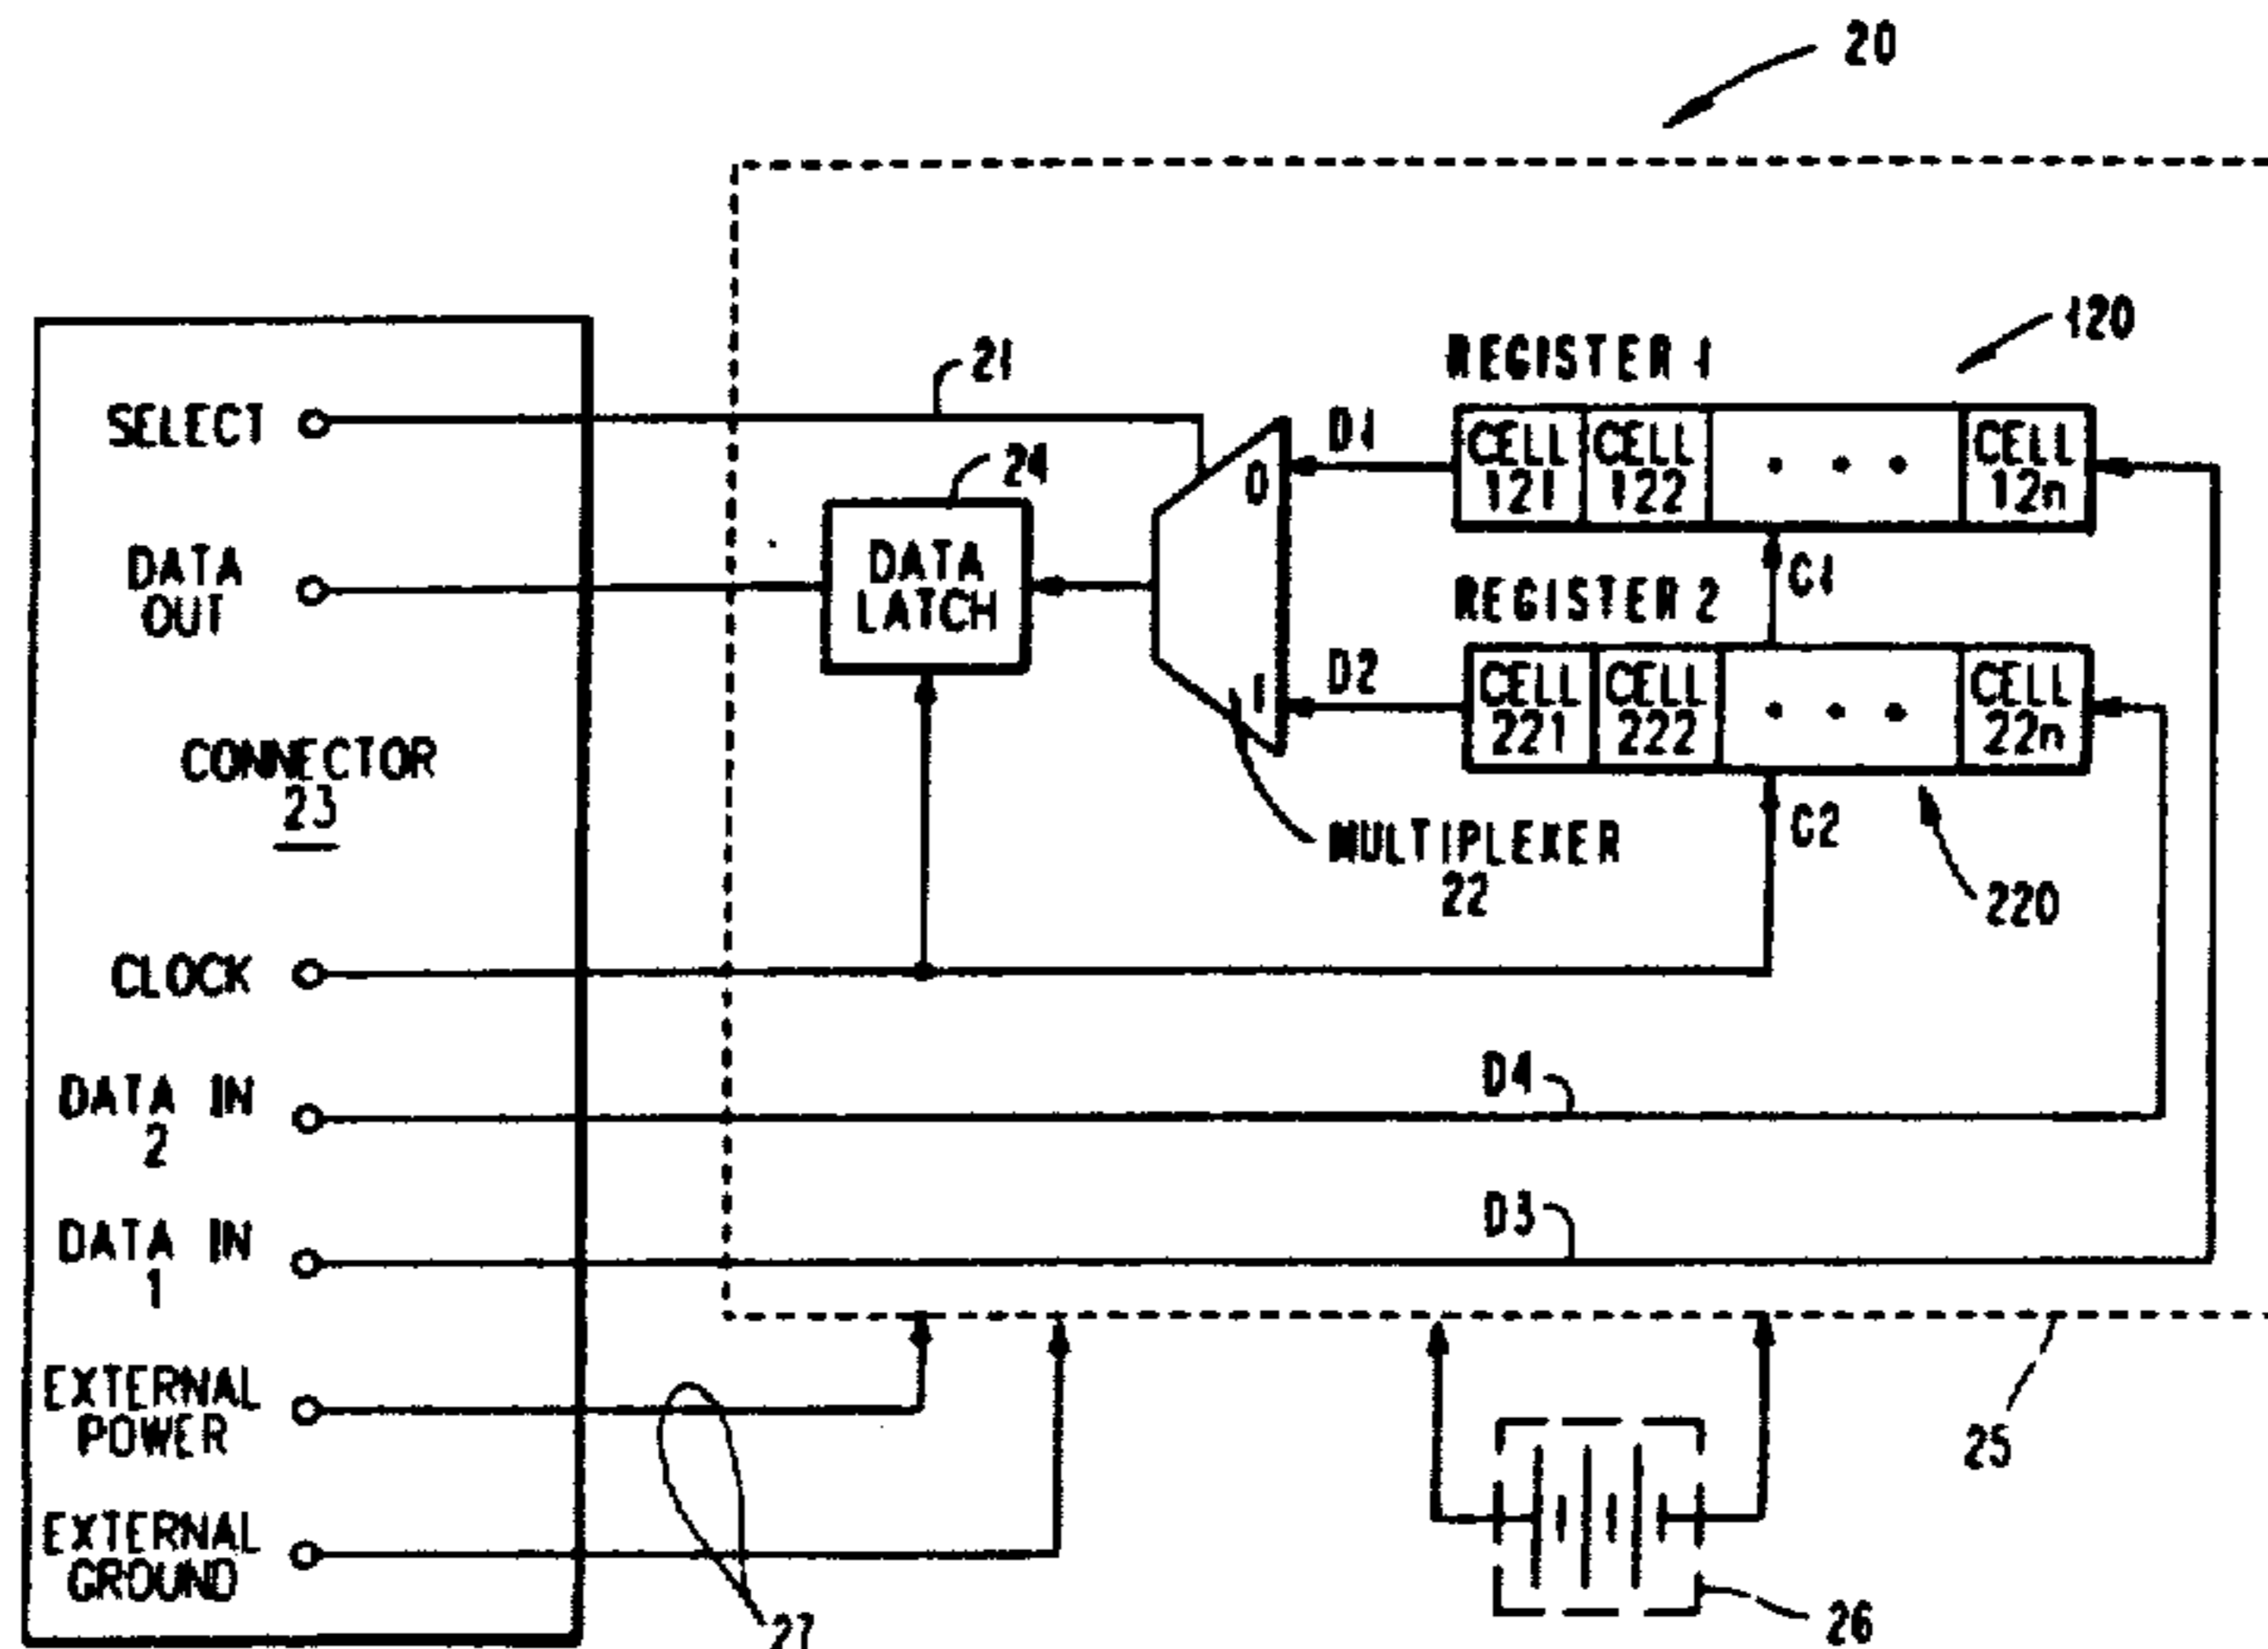 20
21
REGISTER 1
120
SELECT
D1
0
CELL
121
CELL
122
• • •
CELL
12n
24
DATA
OUT
DATA
LATCH
C1
REGISTER 2
D2
1
CELL
221
CELL
222
• • •
CELL
22n
CONNECTOR
23
MULTIPLEXER
22
C2
220
CLOCK
D4
DATA IN
2
D3
DATA IN
1
EXTERNAL
POWER
25
EXTERNAL
GROUND
27
26